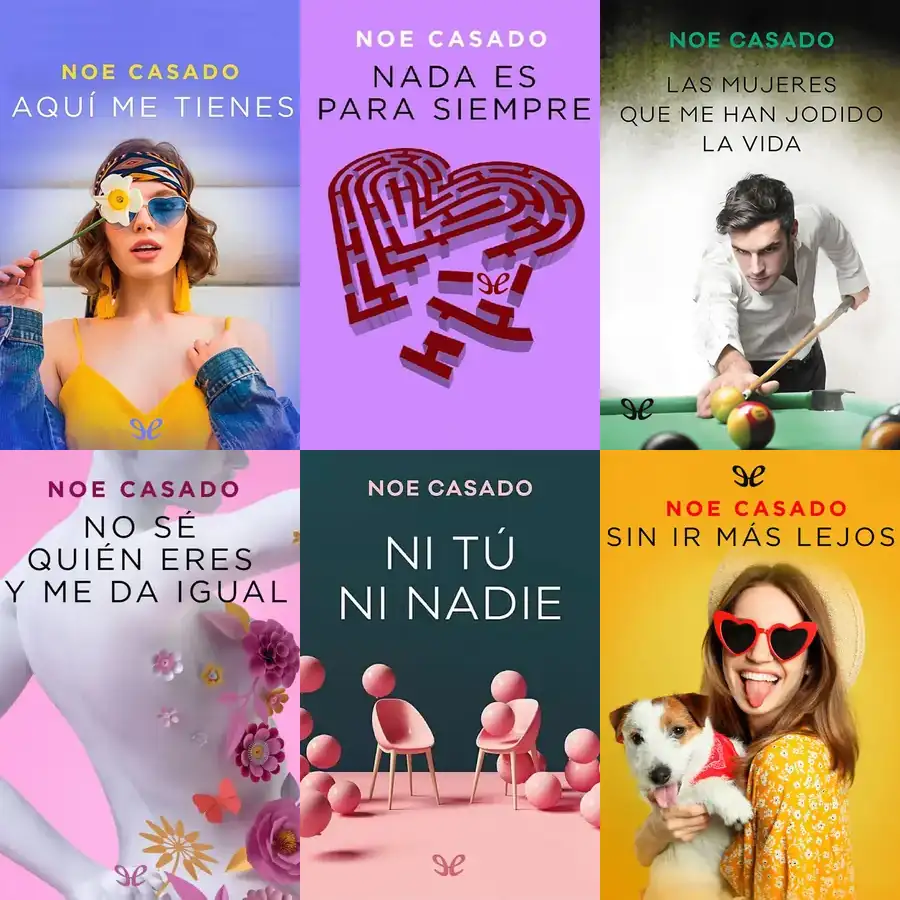 NOE CASADO
AQUÍ ME TIENES
NOE CASADO
NADA ES
PARA SIEMPRE
NOE CASADO
LAS MUJERES
QUE ME HAN JODIDO
LA VIDA
NOE CASADO
NO SÉ
QUIÉN ERES
Y ME DA IGUAL
NOE CASADO
NI TÚ
NI NADIE
NOE CASADO
SIN IR MÁS LEJOS